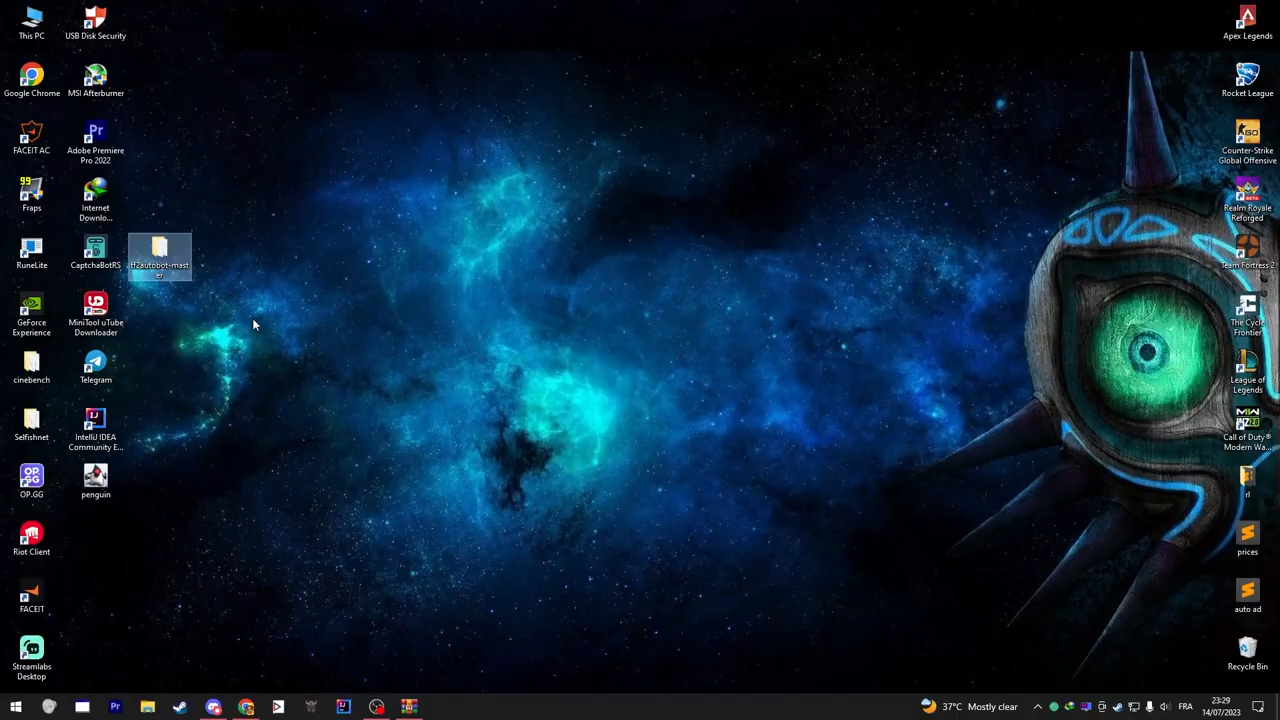 This PC
USB Disk Security
Google Chrome
MSI Afterburner
FACEIT AC
Adobe Premiere
Pro 2022
99
Fraps
Internet
Downlo...
RuneLite
CaptchaBotRS
tf2autobot-mast
er
GeForce
Experience
MiniTool uTube
Downloader
cinebench
Telegram
Selfishnet
IntelliJ IDEA
Community E...
OP.GG
penguin
Riot Client
FACEIT
Streamlabs
Desktop
Apex Legends
Rocket League
Counter-Strike
Global Offensive
Realm Royale
Reforged
Team Fortress 2
The Cycle
Frontier
League of
Legends
Call of Duty®
Modern Wa...
rl
prices
auto ad
Recycle Bin
37°C Mostly clear
FRA
23:29
14/07/2023